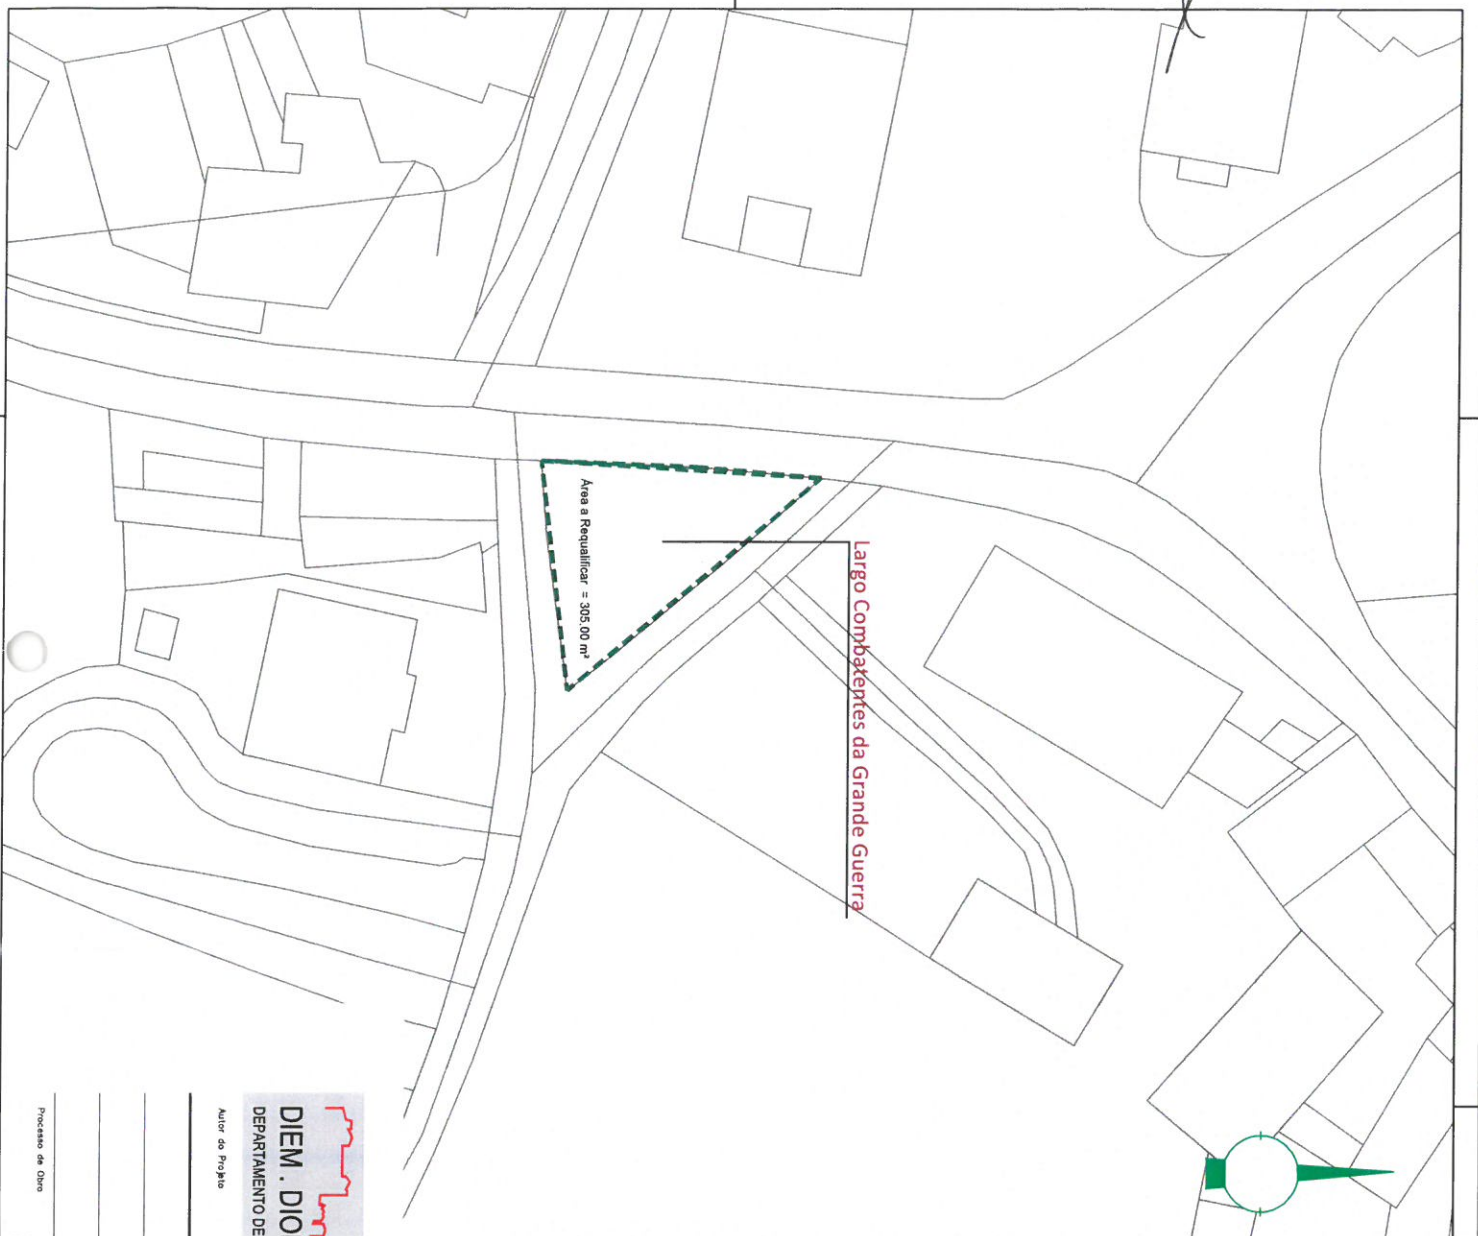 Largo Combatentes da Grande Guerra
Área a Requalificar = 305,00 m²
DIEM . DIO
DEPARTAMENTO DE
Autor do Projeto
Processo de Obra